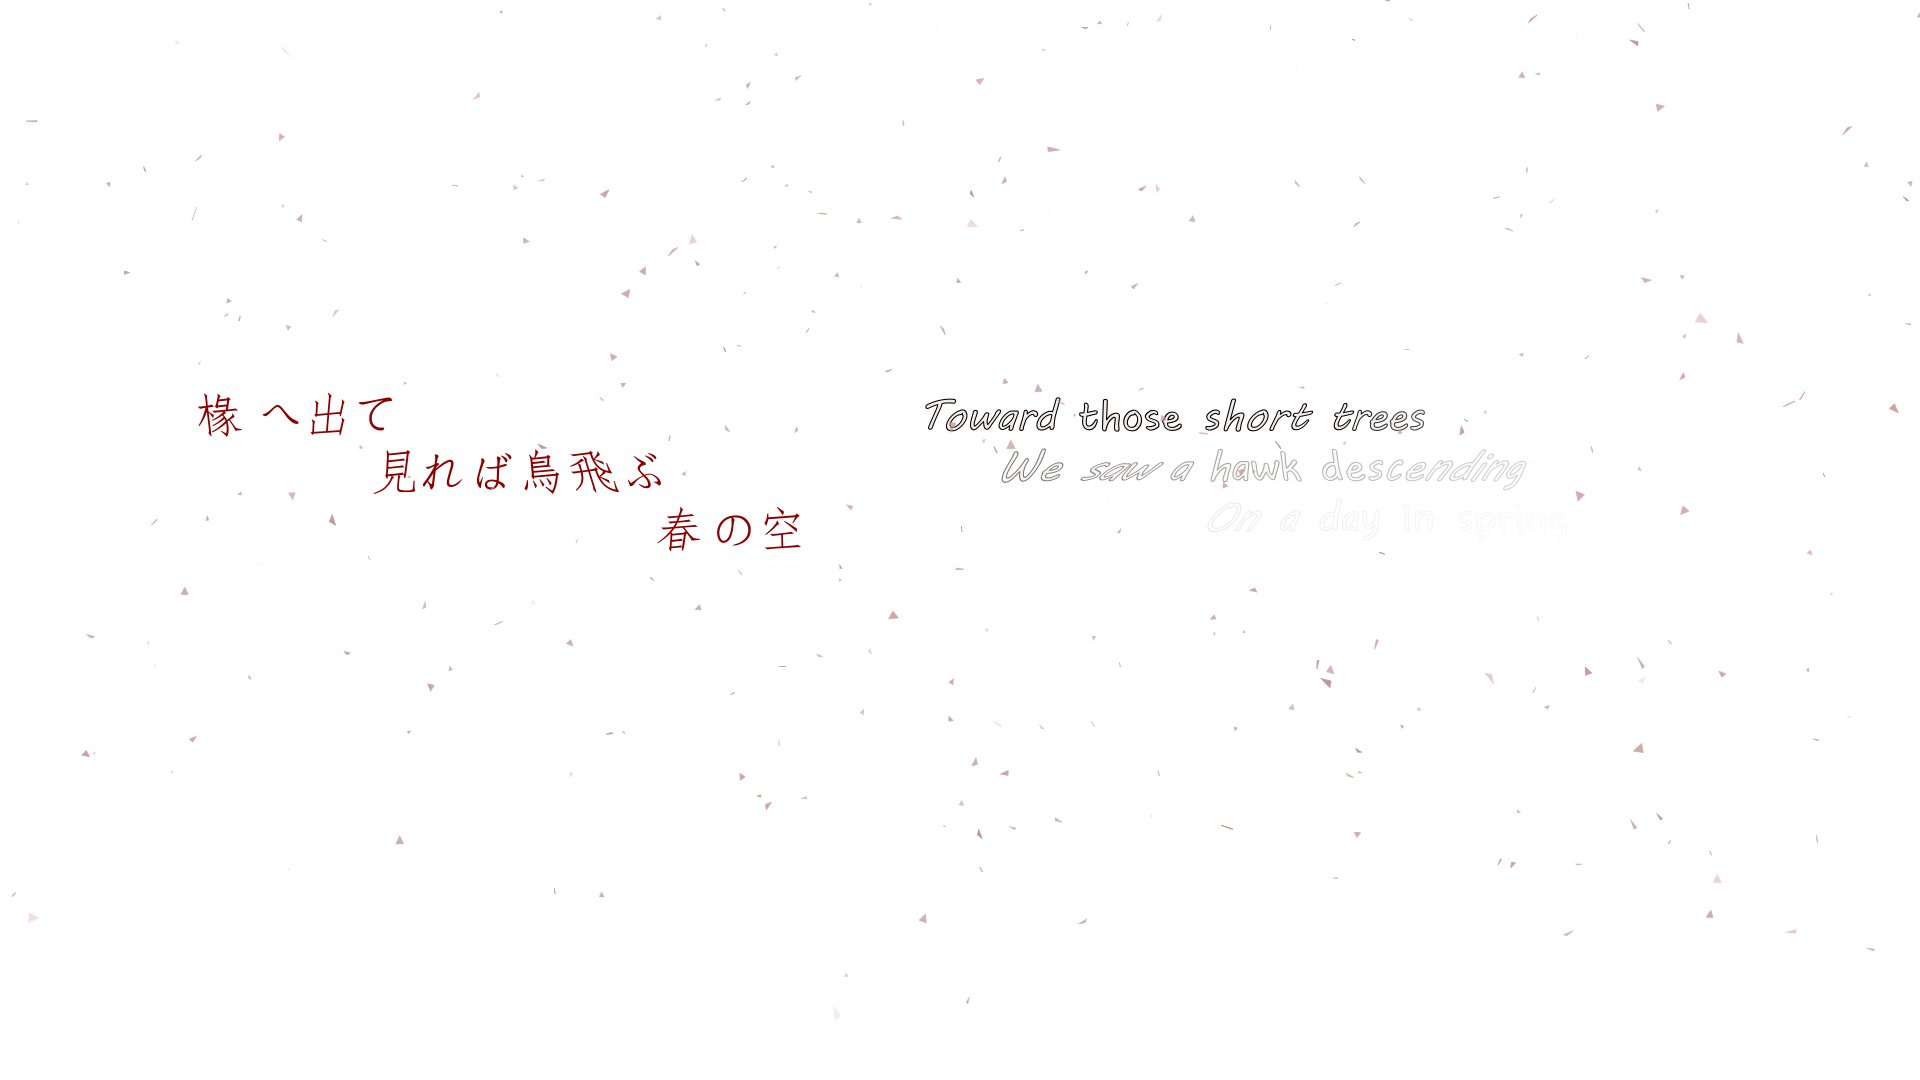 椽へ出て
見れば鳥飛ぶ
春の空
Toward those short trees
We saw a hawk descending
On a day in spring